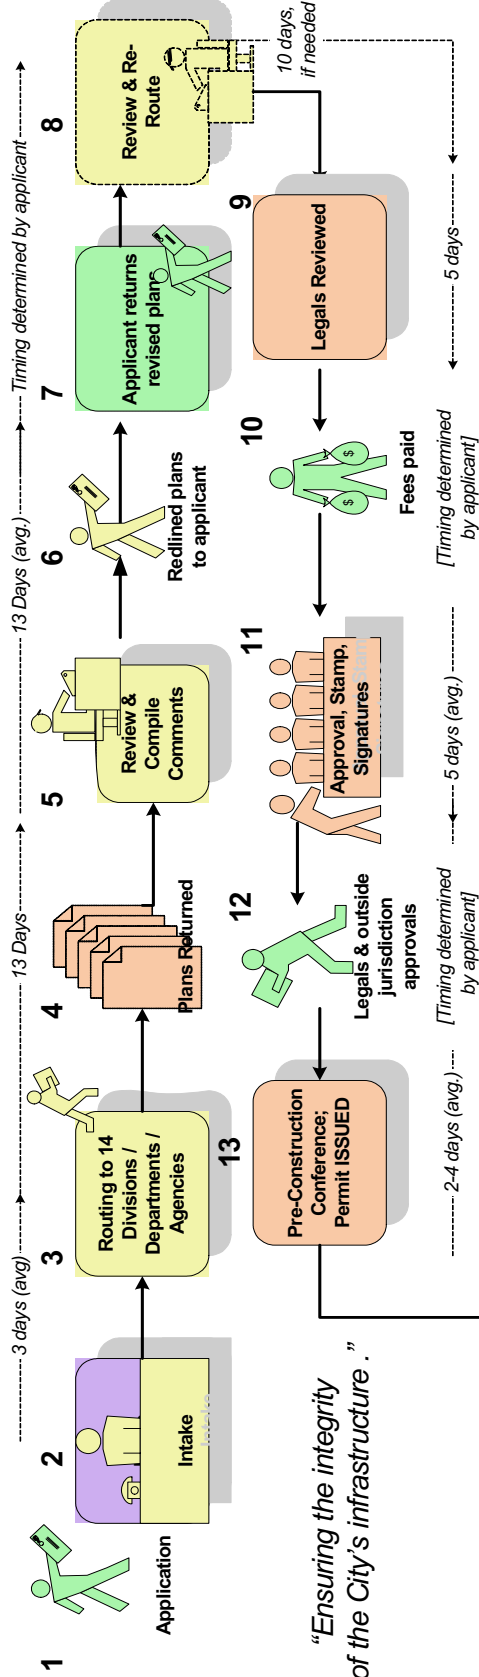 3 days (avg)
13 Days
13 Days (avg.)
Timing determined by applicant
1
Application
2
Intake
Intake
3
Routing to 14
Divisions /
Departments /
Agencies
4
Plans Returned
5
Review &
Compile
Comments
6
Redlined plans
to applicant
7
Applicant returns
revised plans
8
Review & Re-
Route
10 days,
if needed
9
Legals Reviewed
5 days
10
$
$
Fees paid
[Timing determined
by applicant]
11
Approval, Stamp,
Signatures
5 days (avg.)
12
Legals & outside
jurisdiction
approvals
[Timing determined
by applicant]
13
Pre-Construction
Conference;
Permit ISSUED
2-4 days (avg.)
“Ensuring the integrity
of the City’s infrastructure .”